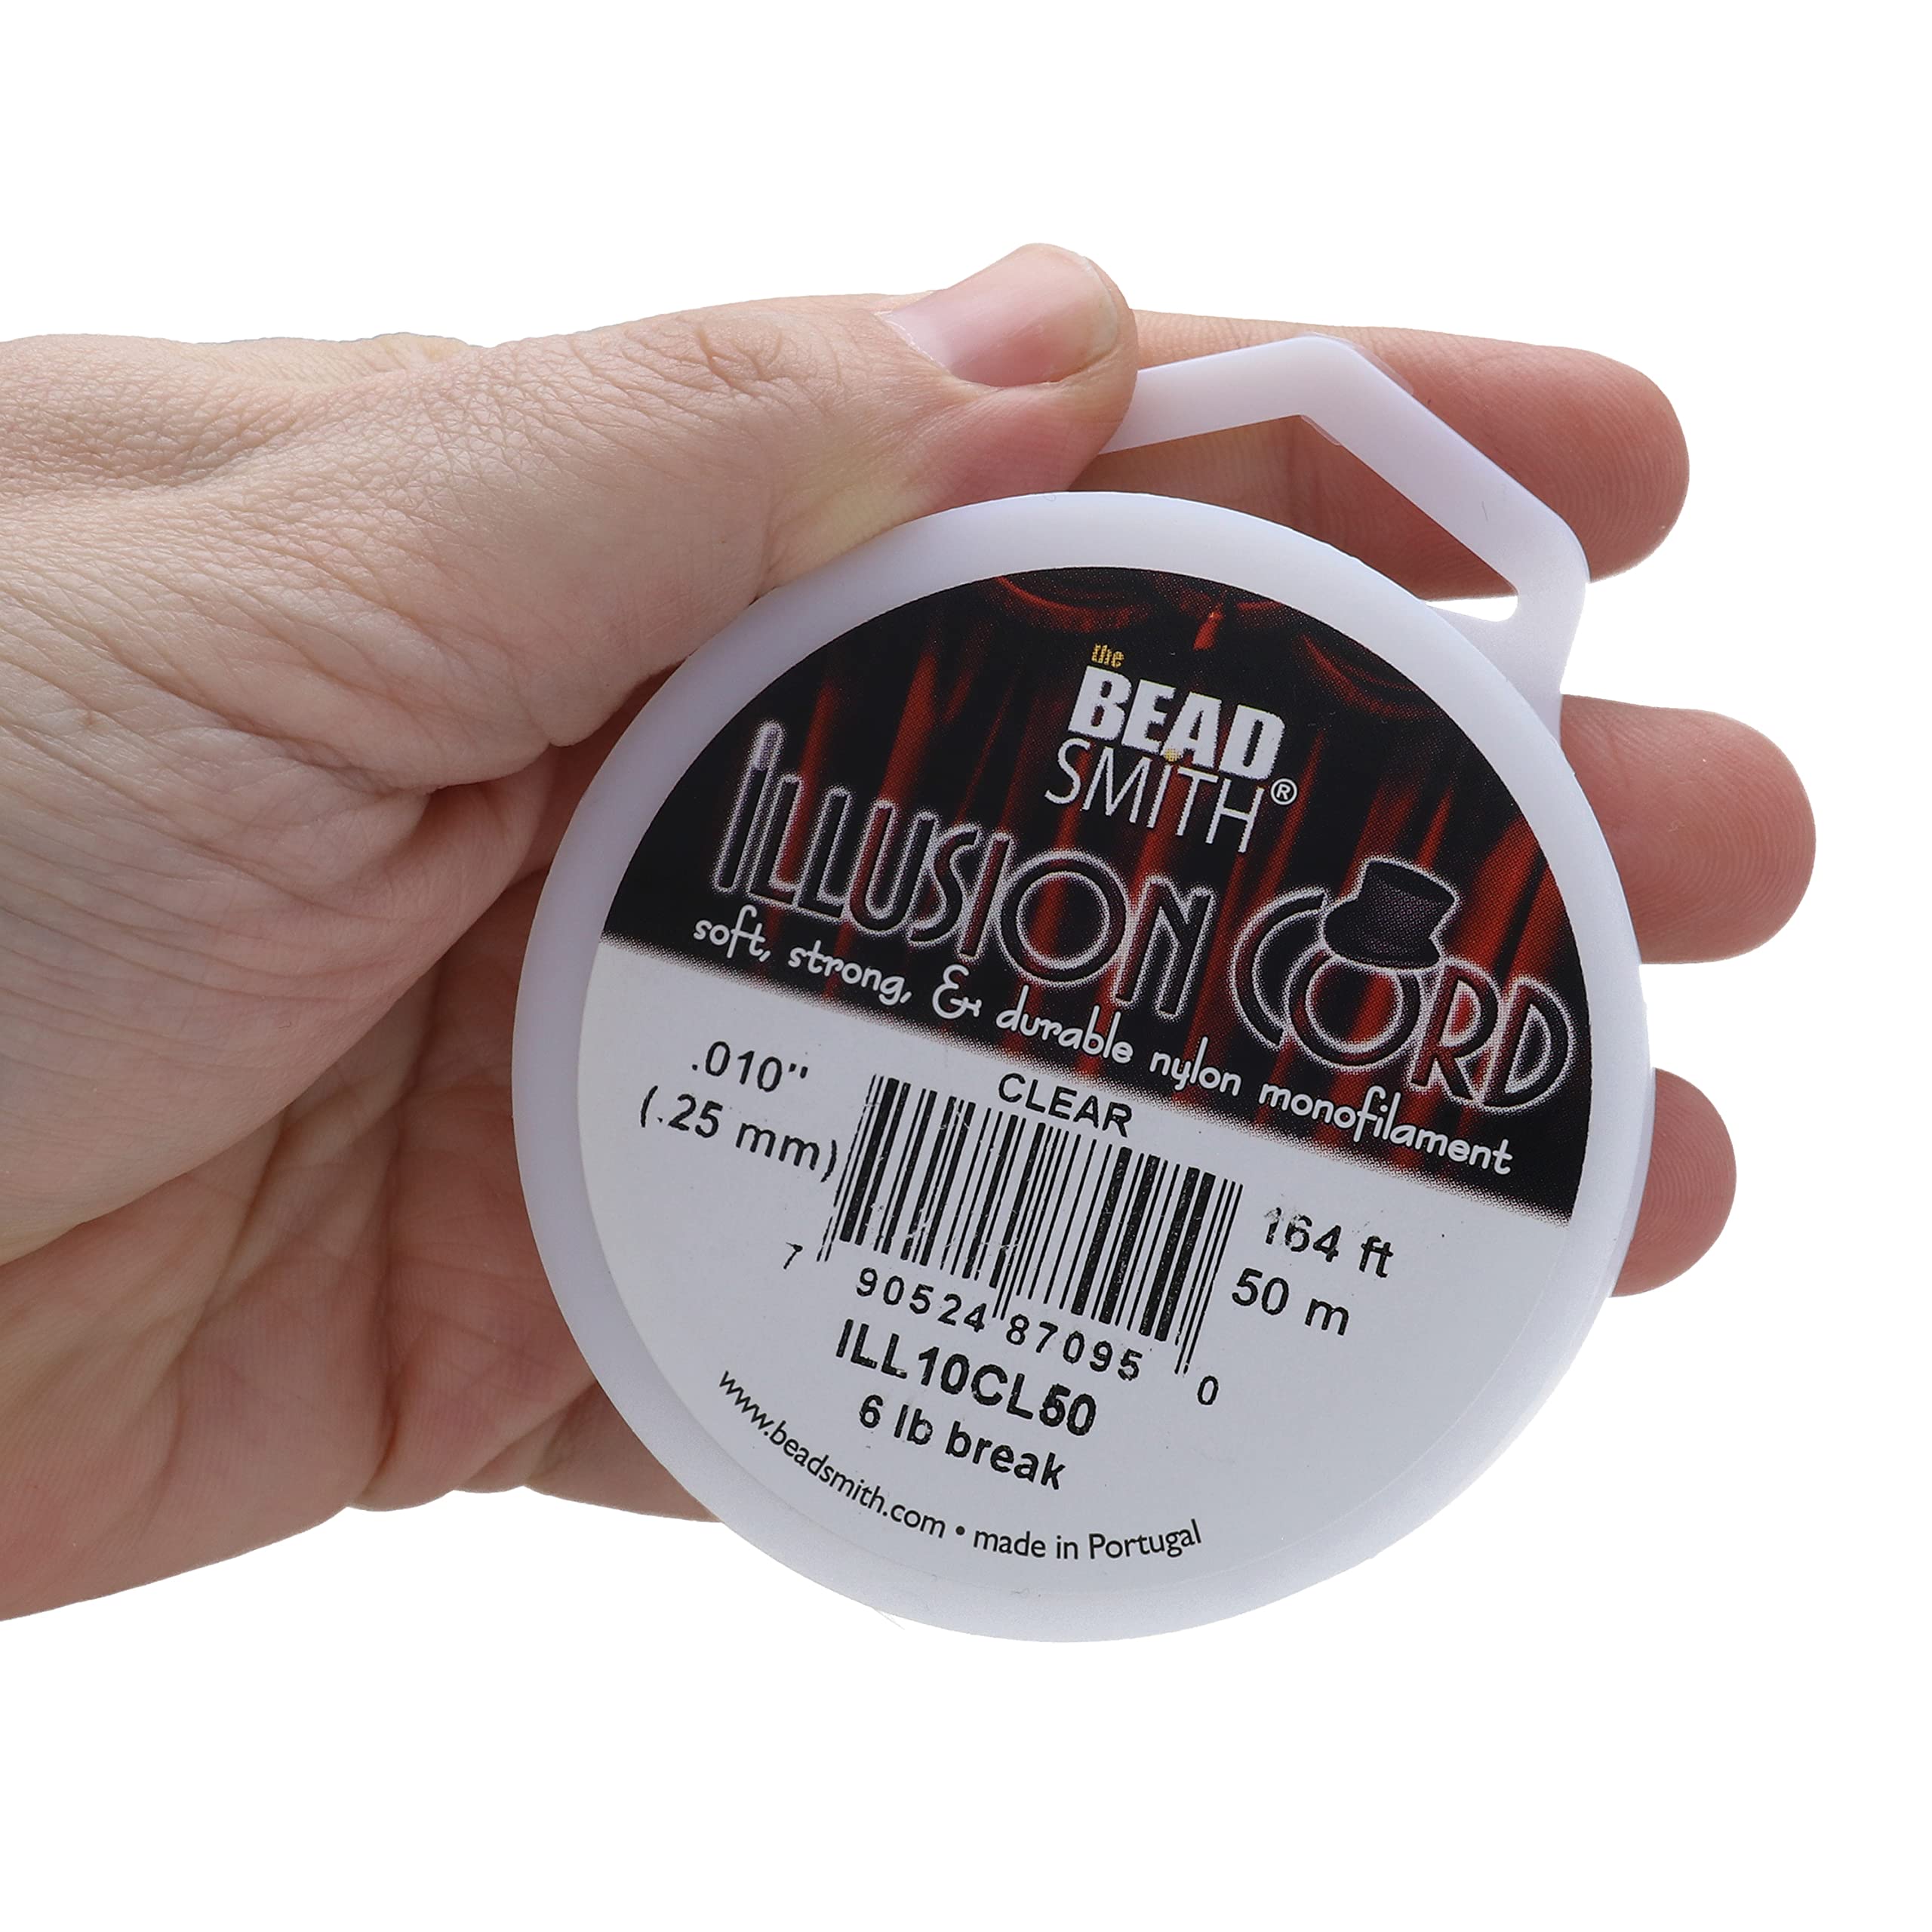 the
BEAD
SMITH®
ILLUSION CORD
soft, strong, & durable nylon monofilament
CLEAR
.010"
(.25 mm)
164 ft
50 m
7 90524 87095 0
ILL10CL50
6 lb break
www.beadsmith.com • made in Portugal